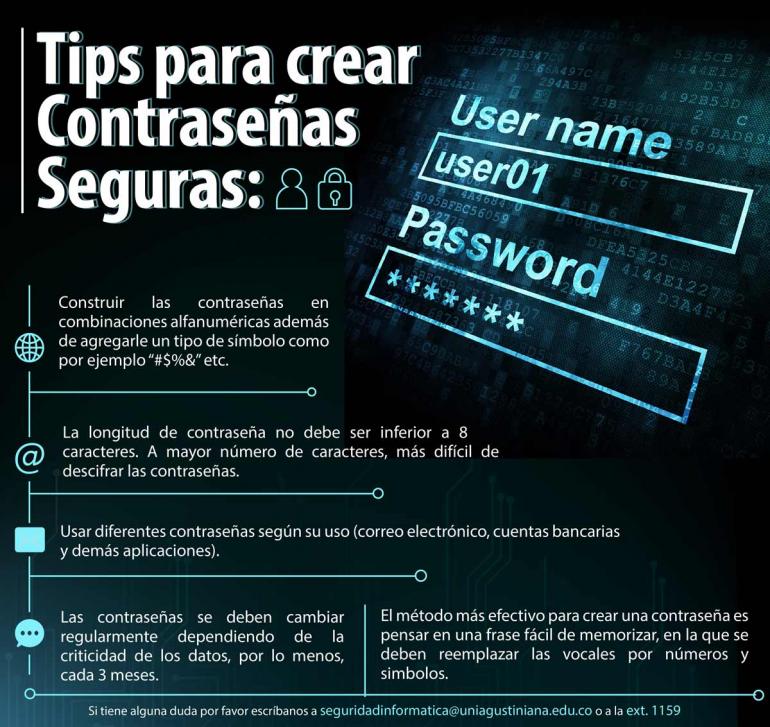 Tips para crear
Contraseñas
Seguras:
User name
user01
Password
*******
Construir las contraseñas en
combinaciones alfanuméricas además
de agregarle un tipo de símbolo como
por ejemplo “#$%&” etc.
@
La longitud de contraseña no debe ser inferior a 8
caracteres. A mayor número de caracteres, más difícil de
descifrar las contraseñas.
Usar diferentes contraseñas según su uso (correo electrónico, cuentas bancarias
y demás aplicaciones).
Las contraseñas se deben cambiar
regularmente dependiendo de la
criticidad de los datos, por lo menos,
cada 3 meses.
El método más efectivo para crear una contraseña es
pensar en una frase fácil de memorizar, en la que se
deben reemplazar las vocales por números y
simbolos.
Si tiene alguna duda por favor escríbanos a seguridadinformatica@uniagustiniana.edu.co o a la ext. 1159